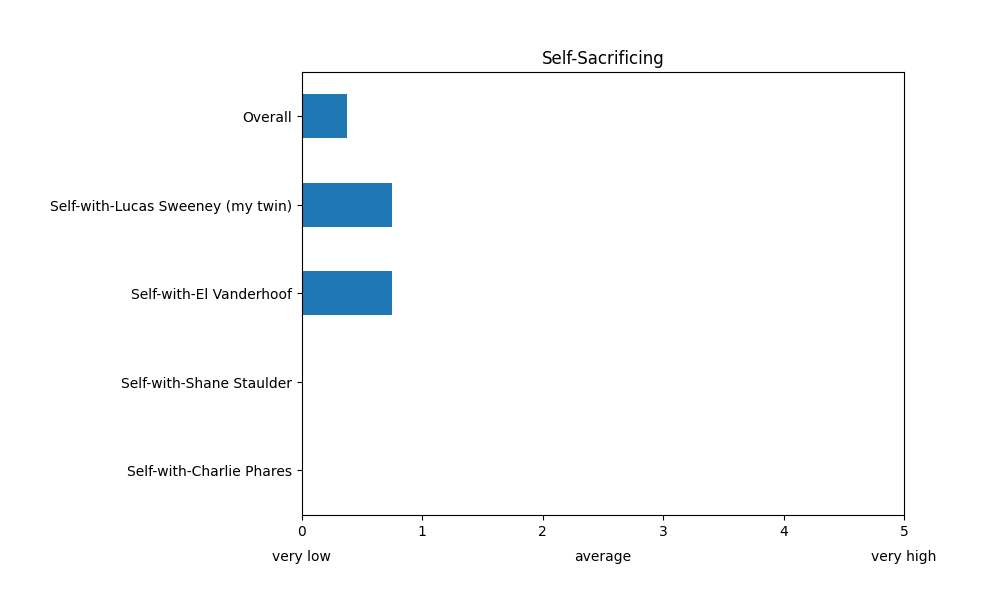 Self-Sacrificing
Overall
Self-with-Lucas Sweeney (my twin)
Self-with-El Vanderhoof
Self-with-Shane Staulder
Self-with-Charlie Phares
0 1 2 3 4 5
very low average very high